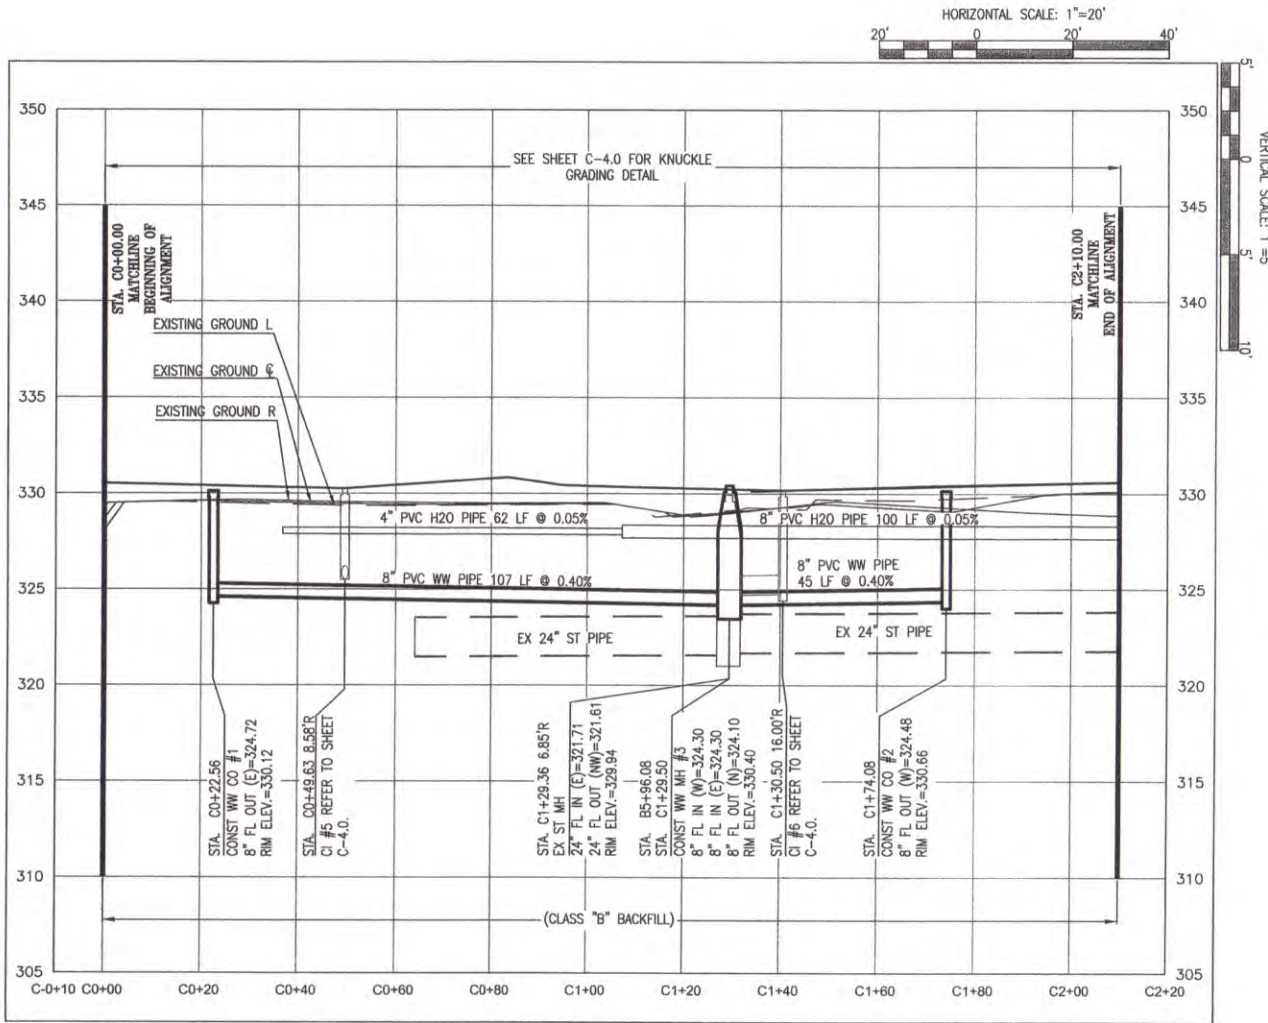 HORIZONTAL SCALE: 1"=20'
20' 0 20' 40'
VERTICAL SCALE: 1"=5'
5' 0 5' 10'
350 350
SEE SHEET C-4.0 FOR KNUCKLE
GRADING DETAIL
345 345
STA. C0+00.00
MATCHLINE
BEGINNING OF
ALIGNMENT
STA. C2+10.00
MATCHLINE
END OF ALIGNMENT
340 340
EXISTING GROUND L
EXISTING GROUND ℄
335 335
EXISTING GROUND R
330 330
4" PVC H2O PIPE 62 LF @ 0.05%
8" PVC H2O PIPE 100 LF @ 0.05%
8" PVC WW PIPE 107 LF @ 0.40%
8" PVC WW PIPE
45 LF @ 0.40%
325 325
EX 24" ST PIPE
EX 24" ST PIPE
320 320
STA. C0+22.56
CONST WW CO #1
8" FL OUT (E)=324.72
RIM ELEV.=330.12
STA. C0+49.63 8.58'R
CI #5 REFER TO SHEET
C-4.0.
STA. C1+29.36 6.85'R
EX ST MH
24" FL IN (E)=321.71
24" FL OUT (NW)=321.61
RIM ELEV.=329.94
STA. B5+96.08
STA. C1+29.50
CONST WW MH #3
8" FL IN (W)=324.30
8" FL IN (E)=324.30
8" FL OUT (N)=324.10
RIM ELEV.=330.40
STA. C1+30.50 16.00'R
CI #6 REFER TO SHEET
C-4.0.
STA. C1+74.08
CONST WW CO #2
8" FL OUT (W)=324.48
RIM ELEV.=330.66
315 315
310 310
(CLASS "B" BACKFILL)
305 305
C-0+10 C0+00 C0+20 C0+40 C0+60 C0+80 C1+00 C1+20 C1+40 C1+60 C1+80 C2+00 C2+20